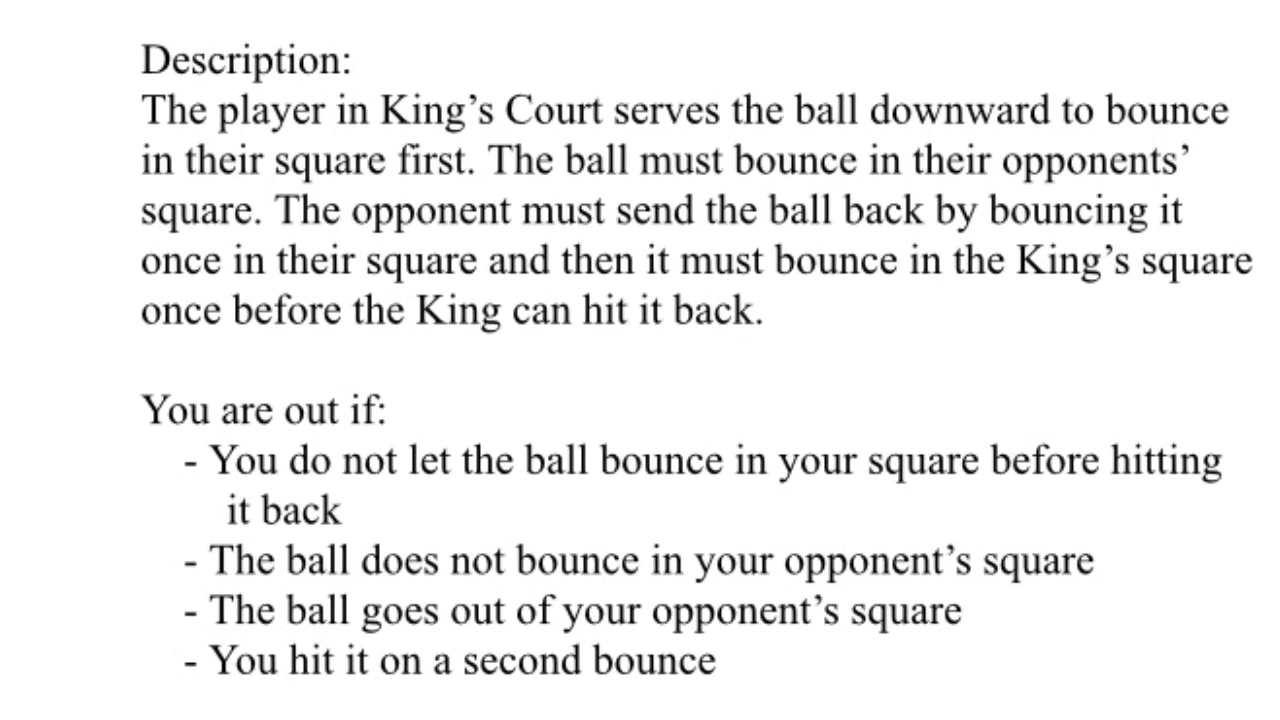 Description:
The player in King’s Court serves the ball downward to bounce
in their square first. The ball must bounce in their opponents’
square. The opponent must send the ball back by bouncing it
once in their square and then it must bounce in the King’s square
once before the King can hit it back.
You are out if:
- You do not let the ball bounce in your square before hitting
it back
- The ball does not bounce in your opponent’s square
- The ball goes out of your opponent’s square
- You hit it on a second bounce